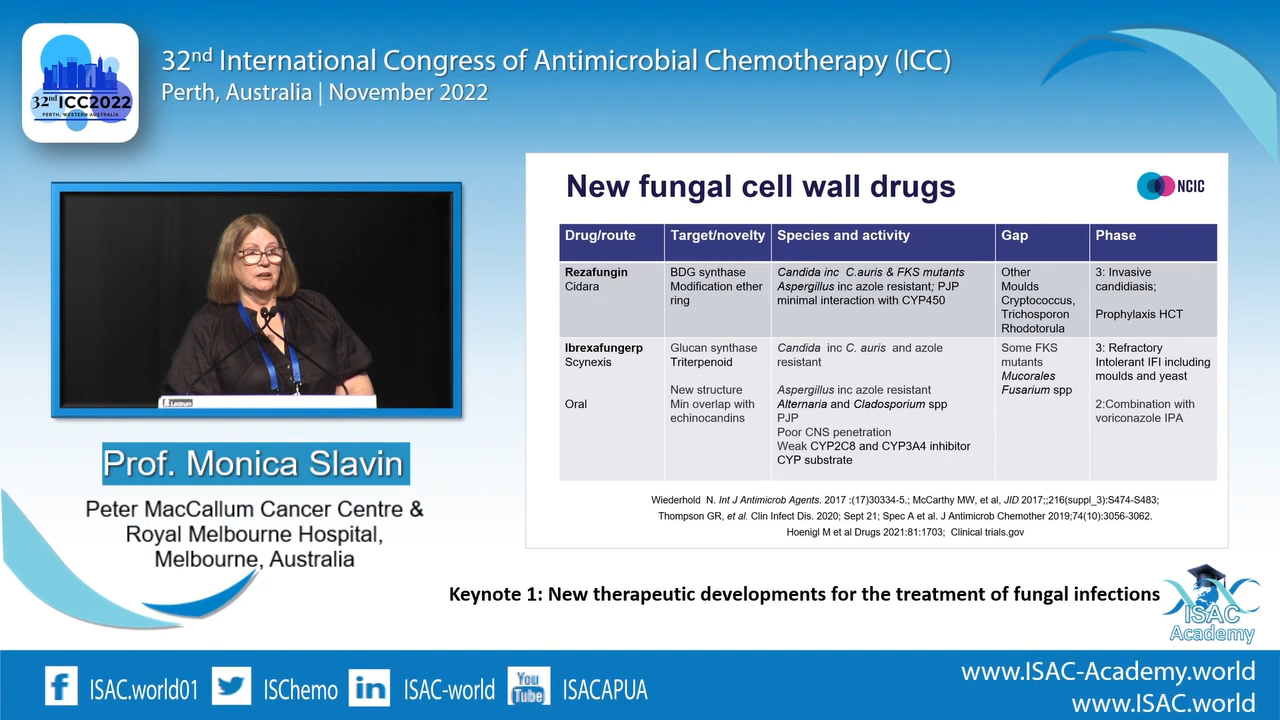 32nd International Congress of Antimicrobial Chemotherapy (ICC)
Perth, Australia | November 2022
32nd ICC2022
PERTH, WESTERN AUSTRALIA
Lectrum
Prof. Monica Slavin
Peter MacCallum Cancer Centre &
Royal Melbourne Hospital,
Melbourne, Australia
New fungal cell wall drugs
NCIC
Drug/route
Target/novelty
Species and activity
Gap
Phase
Rezafungin
Cidara
BDG synthase
Modification ether
ring
Candida inc C.auris & FKS mutants
Aspergillus inc azole resistant; PJP
minimal interaction with CYP450
Other
Moulds
Cryptococcus,
Trichosporon
Rhodotorula
3: Invasive
candidiasis;
Prophylaxis HCT
Ibrexafungerp
Scynexis
Oral
Glucan synthase
Triterpenoid
New structure
Min overlap with
echinocandins
Candida inc C. auris and azole
resistant
Aspergillus inc azole resistant
Alternaria and Cladosporium spp
PJP
Poor CNS penetration
Weak CYP2C8 and CYP3A4 inhibitor
CYP substrate
Some FKS
mutants
Mucorales
Fusarium spp
3: Refractory
Intolerant IFI including
moulds and yeast
2:Combination with
voriconazole IPA
Wiederhold N. Int J Antimicrob Agents. 2017 :(17)30334-5.; McCarthy MW, et al, JID 2017;;216(suppl_3):S474-S483;
Thompson GR, et al. Clin Infect Dis. 2020; Sept 21; Spec A et al. J Antimicrob Chemother 2019;74(10):3056-3062.
Hoenigl M et al Drugs 2021:81:1703; Clinical trials.gov
Keynote 1: New therapeutic developments for the treatment of fungal infections
ISAC
Academy
f ISAC.world01
ISChemo
in ISAC-world
You
Tube
ISACAPUA
www.ISAC-Academy.world
www.ISAC.world